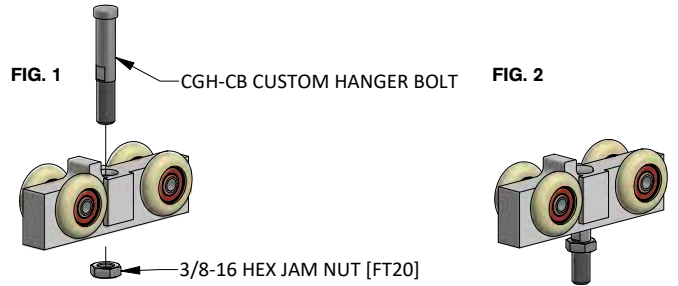 FIG. 1
CGH-CB CUSTOM HANGER BOLT
FIG. 2
3/8-16 HEX JAM NUT [FT20]